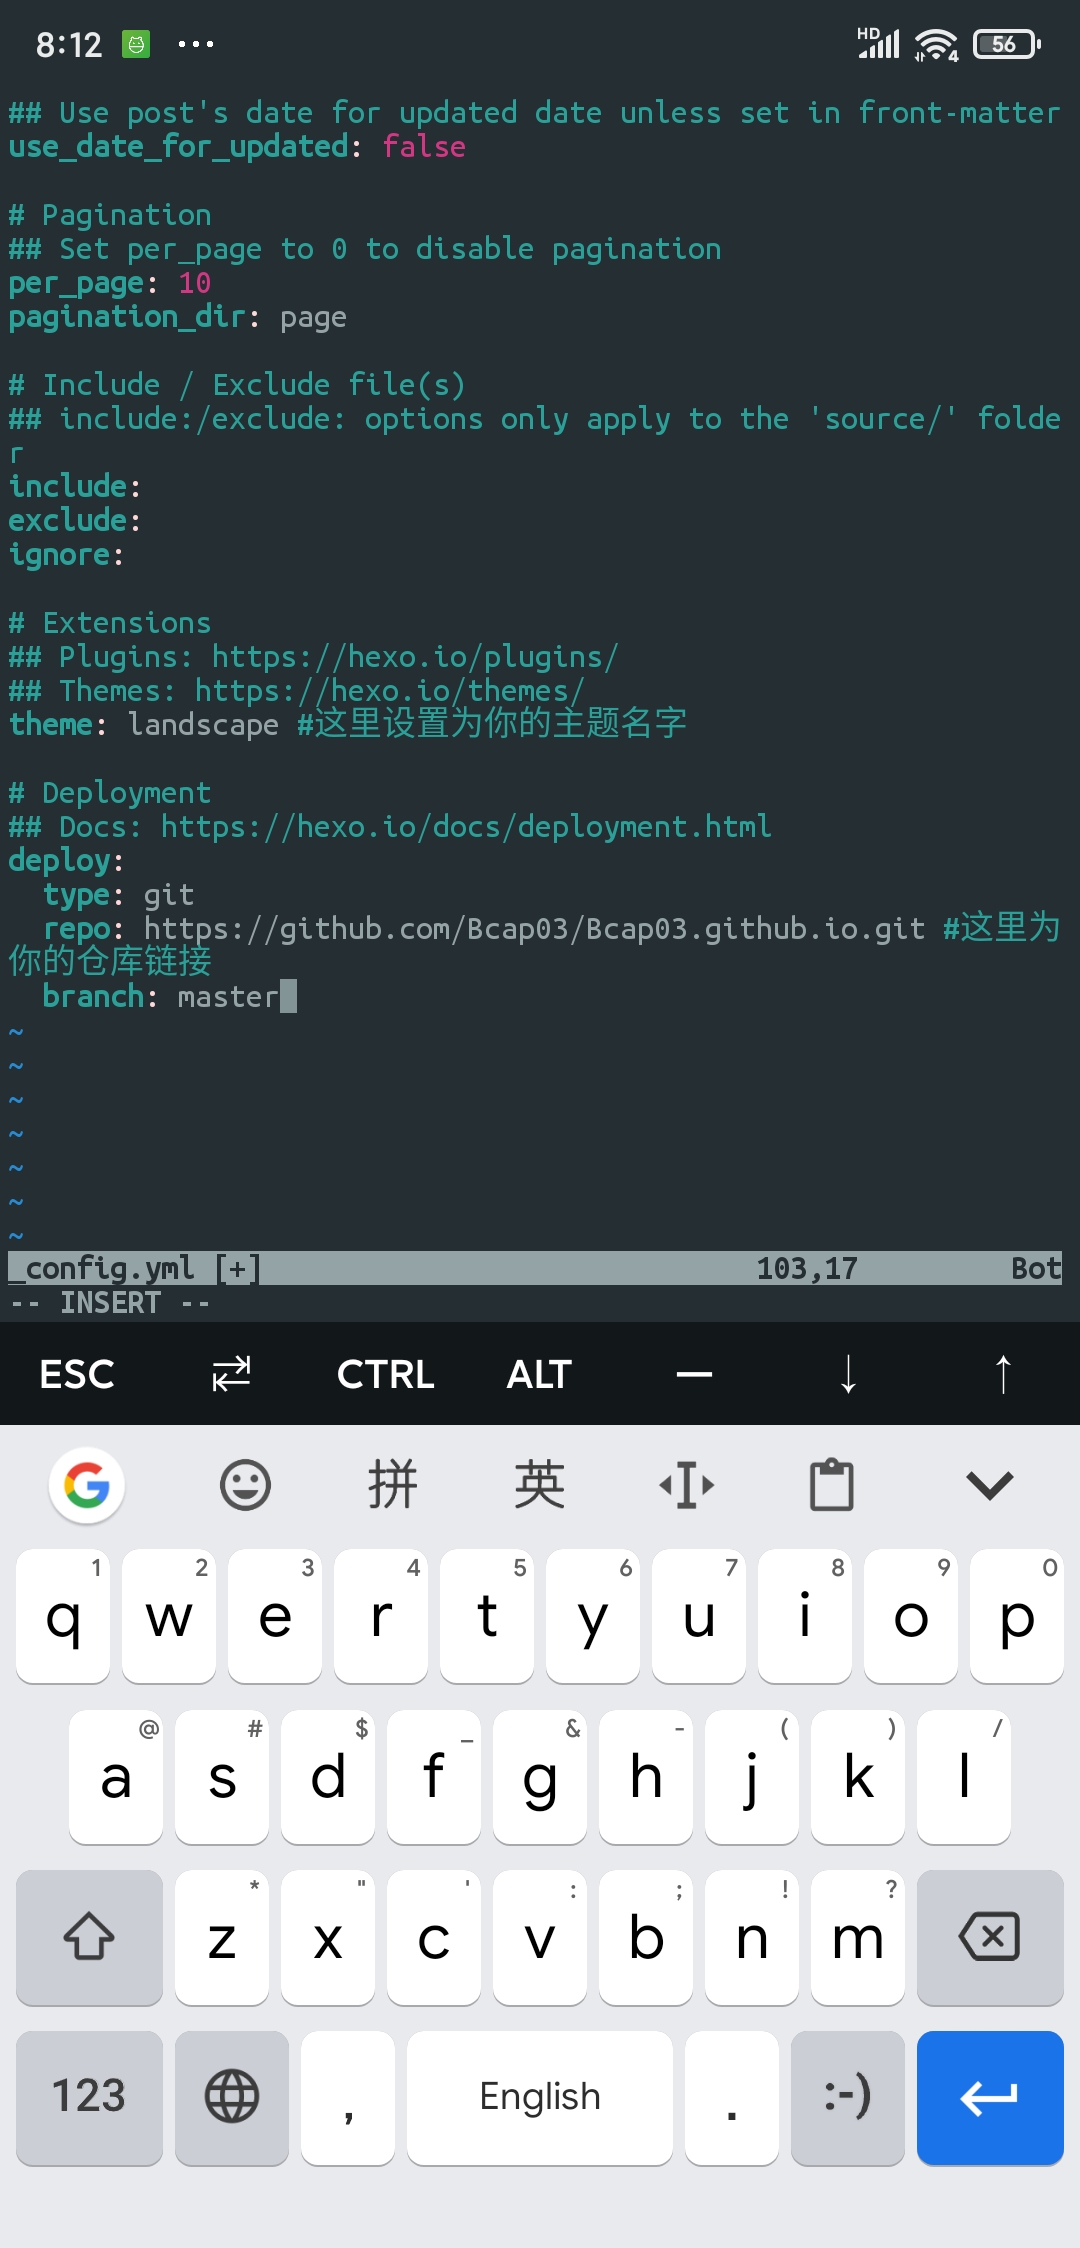 8:12 ... HD 4 56
## Use post's date for updated date unless set in front-matter
use_date_for_updated: false
# Pagination
## Set per_page to 0 to disable pagination
per_page: 10
pagination_dir: page
# Include / Exclude file(s)
## include:/exclude: options only apply to the 'source/' folde
r
include:
exclude:
ignore:
# Extensions
## Plugins: https://hexo.io/plugins/
## Themes: https://hexo.io/themes/
theme: landscape #这里设置为你的主题名字
# Deployment
## Docs: https://hexo.io/docs/deployment.html
deploy:
  type: git
  repo: https://github.com/Bcap03/Bcap03.github.io.git #这里为
你的仓库链接
  branch: master
~
~
~
~
~
~
~
_config.yml [+] 103,17 Bot
-- INSERT --
ESC ⇄ CTRL ALT — ↓ ↑
G 拼 英
1 2 3 4 5 6 7 8 9 0
q w e r t y u i o p
@ # $ _ & - ( ) /
a s d f g h j k l
* " ' : ; ! ?
z x c v b n m
123 , English . :-)